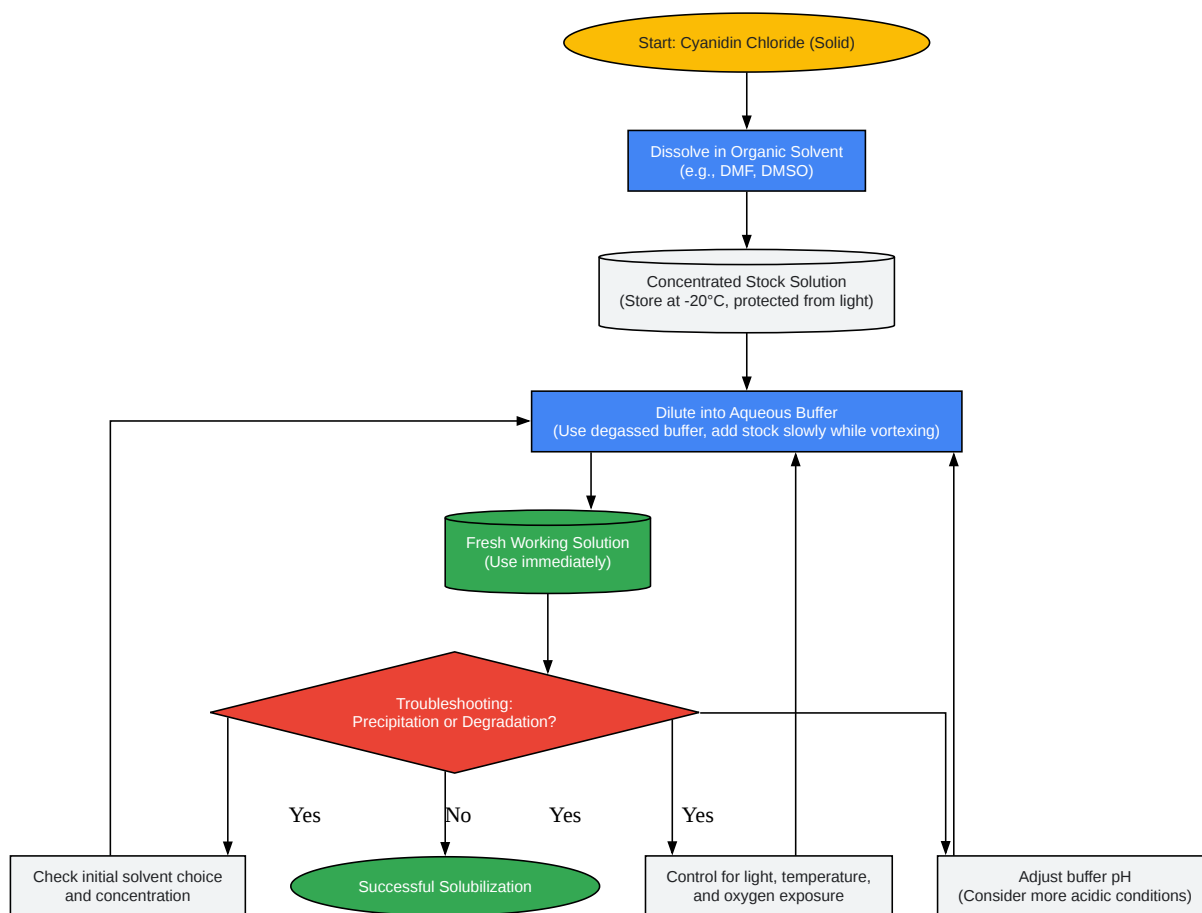 Start: Cyanidin Chloride (Solid)
Dissolve in Organic Solvent
(e.g., DMF, DMSO)
Concentrated Stock Solution
(Store at -20°C, protected from light)
Dilute into Aqueous Buffer
(Use degassed buffer, add stock slowly while vortexing)
Fresh Working Solution
(Use immediately)
Troubleshooting:
Precipitation or Degradation?
Yes
No
Yes
Yes
Check initial solvent choice
and concentration
Successful Solubilization
Control for light, temperature,
and oxygen exposure
Adjust buffer pH
(Consider more acidic conditions)